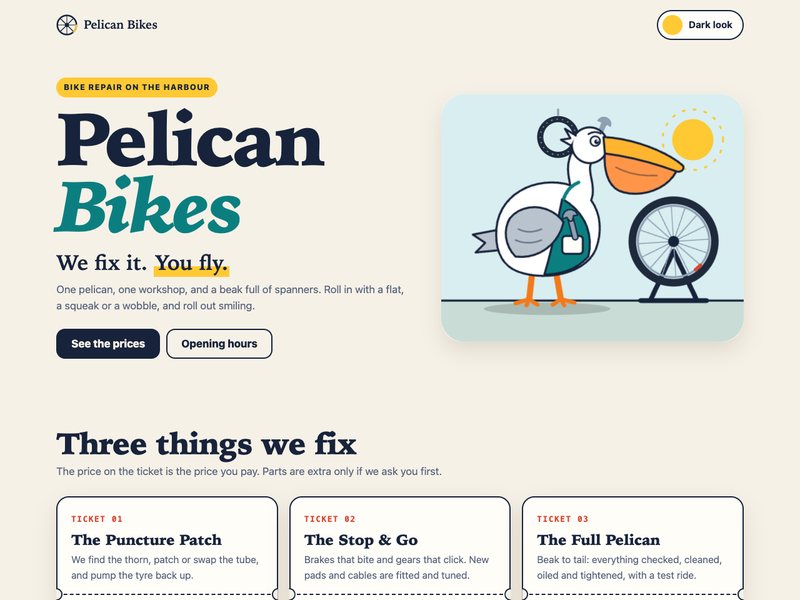 Pelican Bikes
Dark look
BIKE REPAIR ON THE HARBOUR
Pelican
Bikes
We fix it. You fly.
One pelican, one workshop, and a beak full of spanners. Roll in with a flat,
a squeak or a wobble, and roll out smiling.
See the prices
Opening hours
Three things we fix
The price on the ticket is the price you pay. Parts are extra only if we ask you first.
TICKET 01
The Puncture Patch
We find the thorn, patch or swap the tube,
and pump the tyre back up.
TICKET 02
The Stop & Go
Brakes that bite and gears that click. New
pads and cables are fitted and tuned.
TICKET 03
The Full Pelican
Beak to tail: everything checked, cleaned,
oiled and tightened, with a test ride.